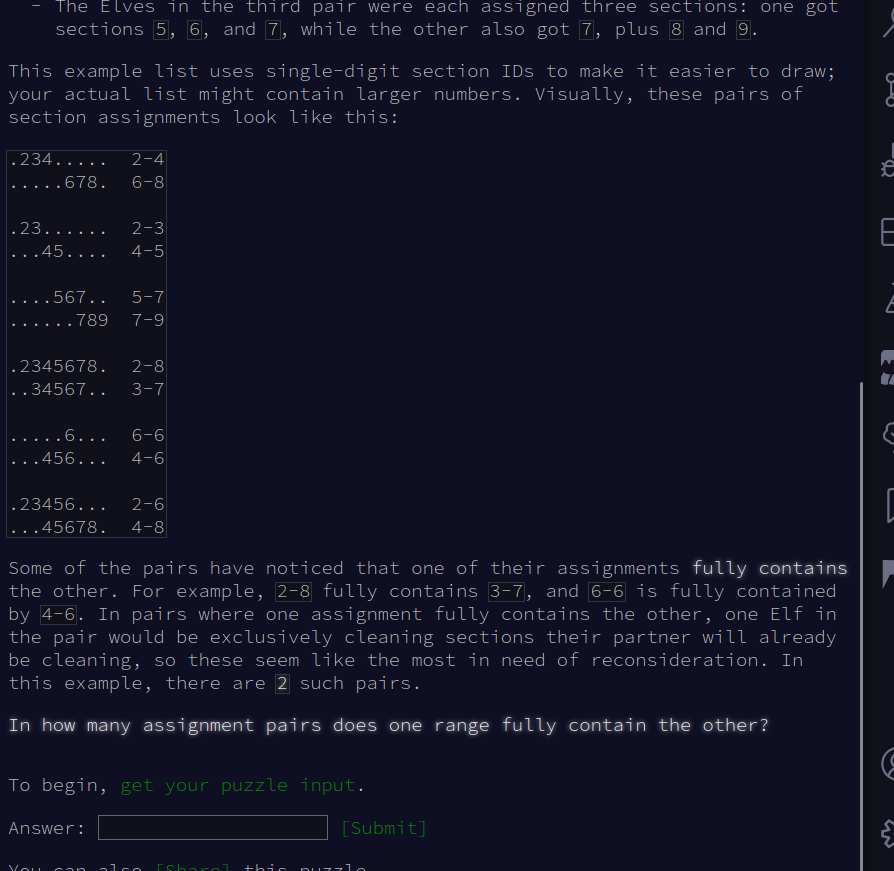 - The Elves in the third pair were each assigned three sections: one got
sections 5, 6, and 7, while the other also got 7, plus 8 and 9.
This example list uses single-digit section IDs to make it easier to draw;
your actual list might contain larger numbers. Visually, these pairs of
section assignments look like this:
.234..... 2-4
.....678. 6-8
.23...... 2-3
...45.... 4-5
....567.. 5-7
......789 7-9
.2345678. 2-8
..34567.. 3-7
.....6... 6-6
...456... 4-6
.23456... 2-6
...45678. 4-8
Some of the pairs have noticed that one of their assignments fully contains
the other. For example, 2-8 fully contains 3-7, and 6-6 is fully contained
by 4-6. In pairs where one assignment fully contains the other, one Elf in
the pair would be exclusively cleaning sections their partner will already
be cleaning, so these seem like the most in need of reconsideration. In
this example, there are 2 such pairs.
In how many assignment pairs does one range fully contain the other?
To begin, get your puzzle input.
Answer: [Submit]
You can also [Share] this puzzle.